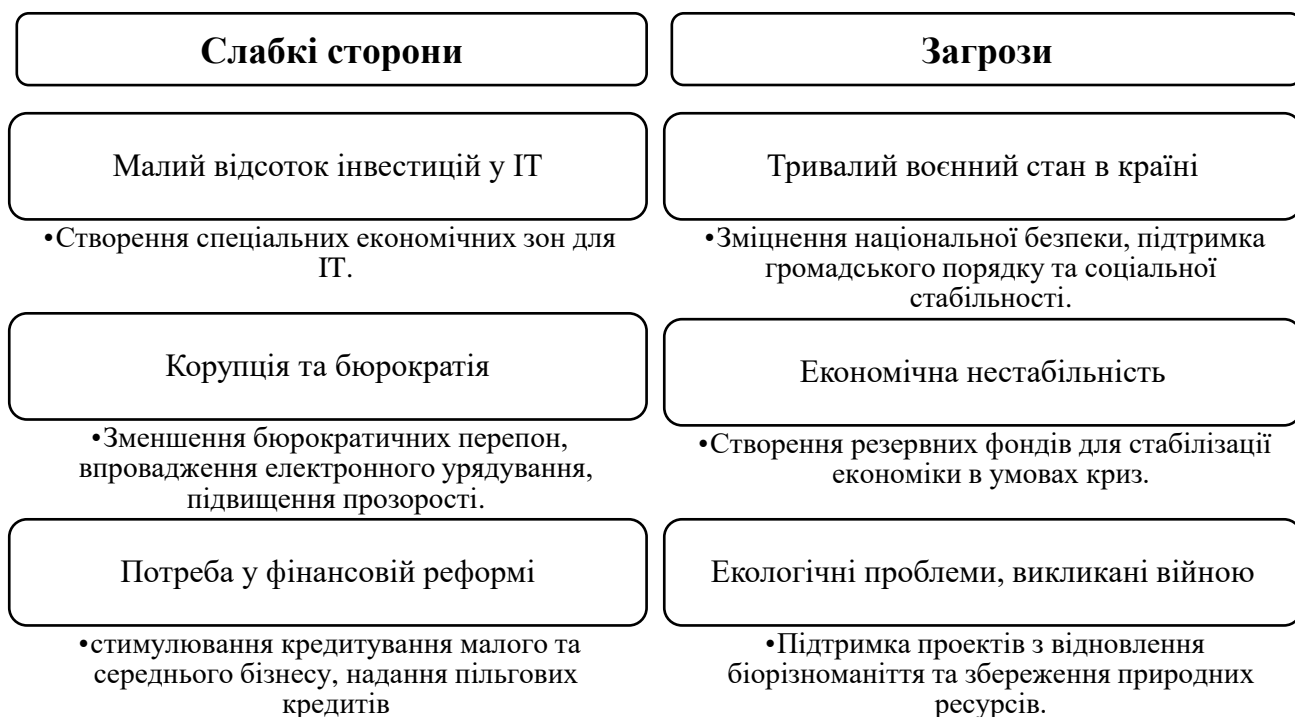 Слабкі сторони
Малий відсоток інвестицій у ІТ
•Створення спеціальних економічних зон для
ІТ.
Корупція та бюрократія
•Зменшення бюрократичних перепон,
впровадження електронного урядування,
підвищення прозорості.
Потреба у фінансовій реформі
•стимулювання кредитування малого та
середнього бізнесу, надання пільгових
кредитів
Загрози
Тривалий воєнний стан в країні
•Зміцнення національної безпеки, підтримка
громадського порядку та соціальної
стабільності.
Економічна нестабільність
•Створення резервних фондів для стабілізації
економіки в умовах криз.
Екологічні проблеми, викликані війною
•Підтримка проектів з відновлення
біорізноманіття та збереження природних
ресурсів.